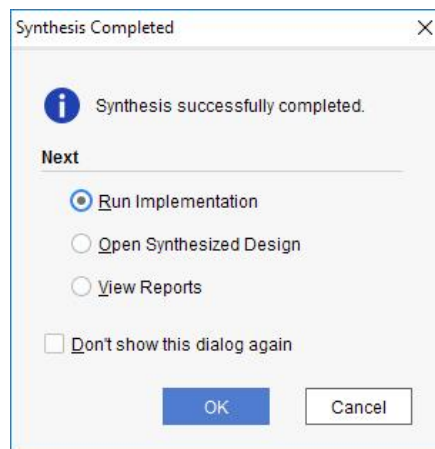 Synthesis Completed
Synthesis successfully completed.
Next
Run Implementation
Open Synthesized Design
View Reports
Don't show this dialog again
OK
Cancel